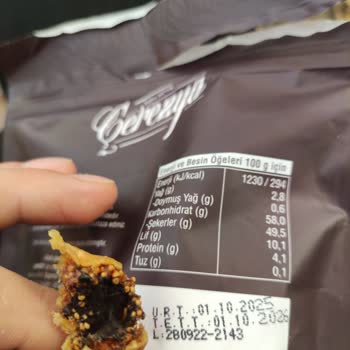 Cerezya
Enerji ve Besin Öğeleri 100 g için
Enerji (kJ/kcal) 1230 / 294
Yağ (g) 2,8
-Doymuş Yağ (g) 0,6
Karbonhidrat (g) 58,0
-Şekerler (g) 49,5
Lif (g) 10,1
Protein (g) 4,1
Tuz (g) 0,1
Ü.R.T.:01.10.2025
T.E.T.T.:01.10.2026
L:280922-2143